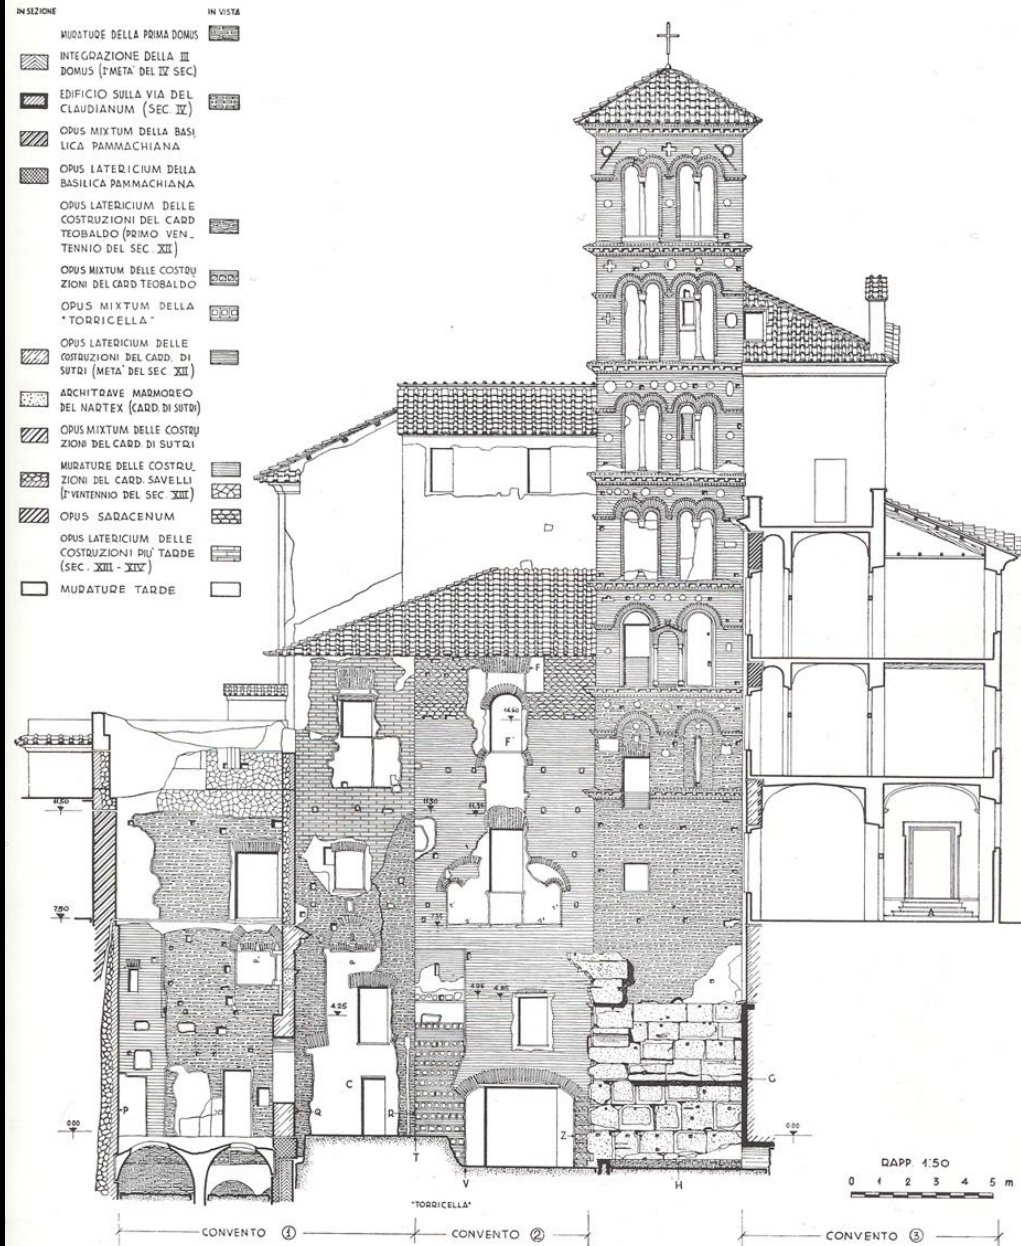 IN SEZIONE
IN VISTA
MURATURE DELLA PRIMA DOMUS
INTEGRAZIONE DELLA III
DOMUS (Iª METÀ DEL IV SEC)
EDIFICIO SULLA VIA DEL
CLAUDIANUM (SEC. IV)
OPUS MIXTUM DELLA BASI
LICA PAMMACHIANA
OPUS LATERICIUM DELLA
BASILICA PAMMACHIANA
OPUS LATERICIUM DELLE
COSTRUZIONI DEL CARD
TEOBALDO (PRIMO VEN_
TENNIO DEL SEC. XII)
OPUS MIXTUM DELLE COSTRU
ZIONI DEL CARD TEOBALDO
OPUS MIXTUM DELLA
"TORRICELLA"
OPUS LATERICIUM DELLE
COSTRUZIONI DEL CARD. DI
SUTRI (METÀ DEL SEC XII)
ARCHITRAVE MARMOREO
DEL NARTEX (CARD. DI SUTRI)
OPUS MIXTUM DELLE COSTRU
ZIONI DEL CARD. DI SUTRI
MURATURE DELLE COSTRU_
ZIONI DEL CARD. SAVELLI
(I° VENTENNIO DEL SEC. XIII)
OPUS SARACENUM
OPUS LATERICIUM DELLE
COSTRUZIONI PIU' TARDE
(SEC. XIII - XIV)
MURATURE TARDE
F
14.60
F'
11.50
11.50
11.35
7.50
A
a'
a
4.25
4.95
C
G
P
Q
R
Z
0.00
0.00
T
V
H
"TORRICELLA"
RAPP. 1:50
0 1 2 3 4 5 m
CONVENTO 1
CONVENTO 2
CONVENTO 3